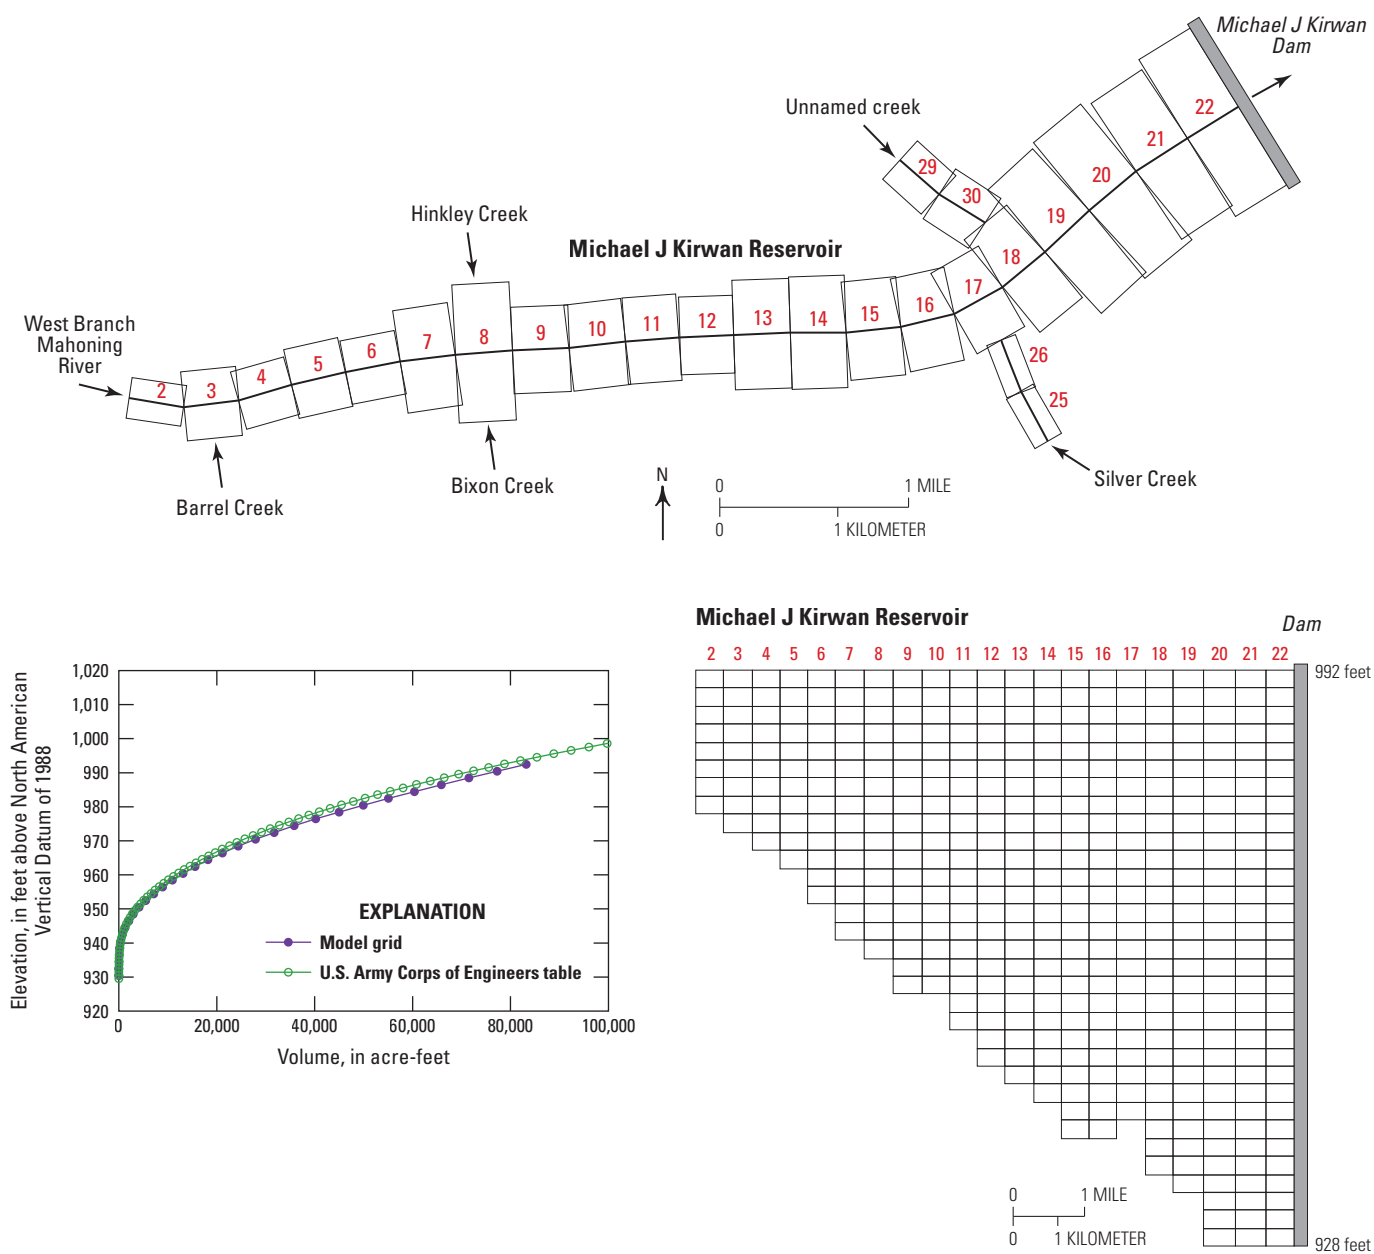 Michael J Kirwan
Dam
22
Unnamed creek
21
29
20
30
19
Hinkley Creek
Michael J Kirwan Reservoir
18
17
16
15
14
13
12
11
10
9
8
7
6
5
4
3
2
West Branch
Mahoning
River
26
25
Barrel Creek
Bixon Creek
Silver Creek
N
0 1 MILE
0 1 KILOMETER
Elevation, in feet above North American
Vertical Datum of 1988
1,020
1,010
1,000
990
980
970
960
950
940
930
920
EXPLANATION
Model grid
U.S. Army Corps of Engineers table
0 20,000 40,000 60,000 80,000 100,000
Volume, in acre-feet
Michael J Kirwan Reservoir
Dam
2 3 4 5 6 7 8 9 10 11 12 13 14 15 16 17 18 19 20 21 22
992 feet
0 1 MILE
0 1 KILOMETER
928 feet